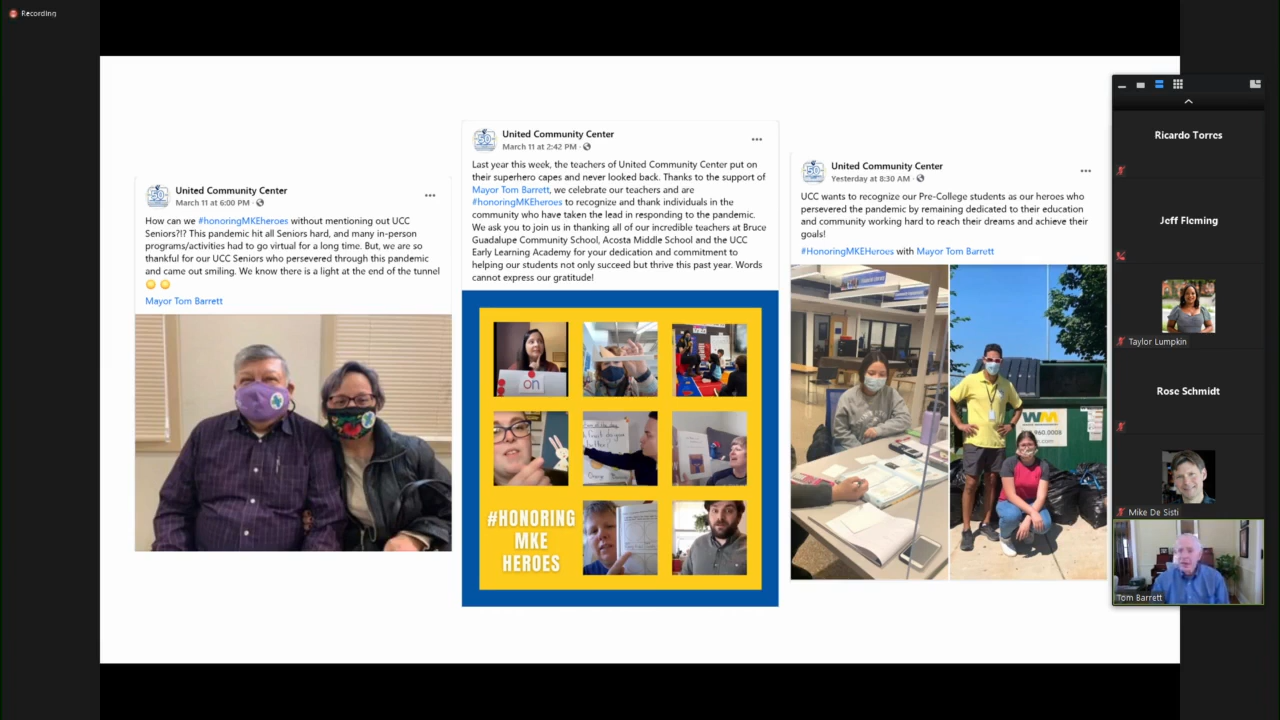 Recording
United Community Center
March 11 at 6:00 PM ·
How can we #honoringMKEheroes without mentioning out UCC
Seniors?!? This pandemic hit all Seniors hard, and many in-person
programs/activities had to go virtual for a long time. But, we are so
thankful for our UCC Seniors who persevered through this pandemic
and came out smiling. We know there is a light at the end of the tunnel
Mayor Tom Barrett
United Community Center
March 11 at 2:42 PM ·
Last year this week, the teachers of United Community Center put on
their superhero capes and never looked back. Thanks to the support of
Mayor Tom Barrett, we celebrate our teachers and are
#honoringMKEheroes to recognize and thank individuals in the
community who have taken the lead in responding to the pandemic.
We ask you to join us in thanking all of our incredible teachers at Bruce
Guadalupe Community School, Acosta Middle School and the UCC
Early Learning Academy for your dedication and commitment to
helping our students not only succeed but thrive this past year. Words
cannot express our gratitude!
on
#HONORING
MKE
HEROES
United Community Center
Yesterday at 8:30 AM ·
UCC wants to recognize our Pre-College students as our heroes who
persevered the pandemic by remaining dedicated to their education
and community working hard to reach their dreams and achieve their
goals!
#HonoringMKEHeroes with Mayor Tom Barrett
WM
Ricardo Torres
Jeff Fleming
Taylor Lumpkin
Rose Schmidt
Mike De Sisti
Tom Barrett